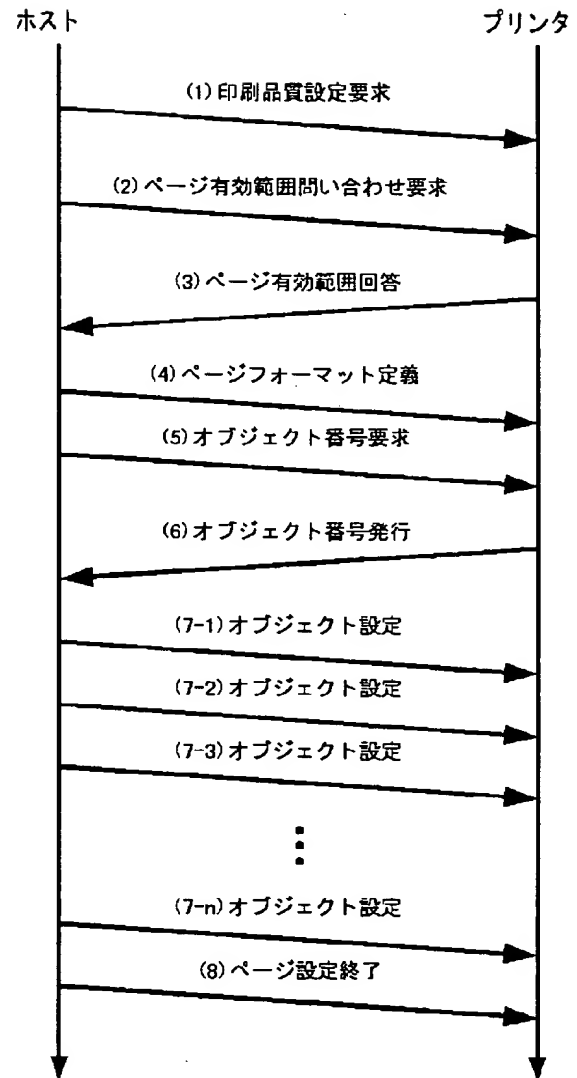 ホスト
プリンタ
(1)印刷品質設定要求
(2)ページ有効範囲問い合わせ要求
(3)ページ有効範囲回答
(4)ページフォーマット定義
(5)オブジェクト番号要求
(6)オブジェクト番号発行
(7-1)オブジェクト設定
(7-2)オブジェクト設定
(7-3)オブジェクト設定
(7-n)オブジェクト設定
(8)ページ設定終了